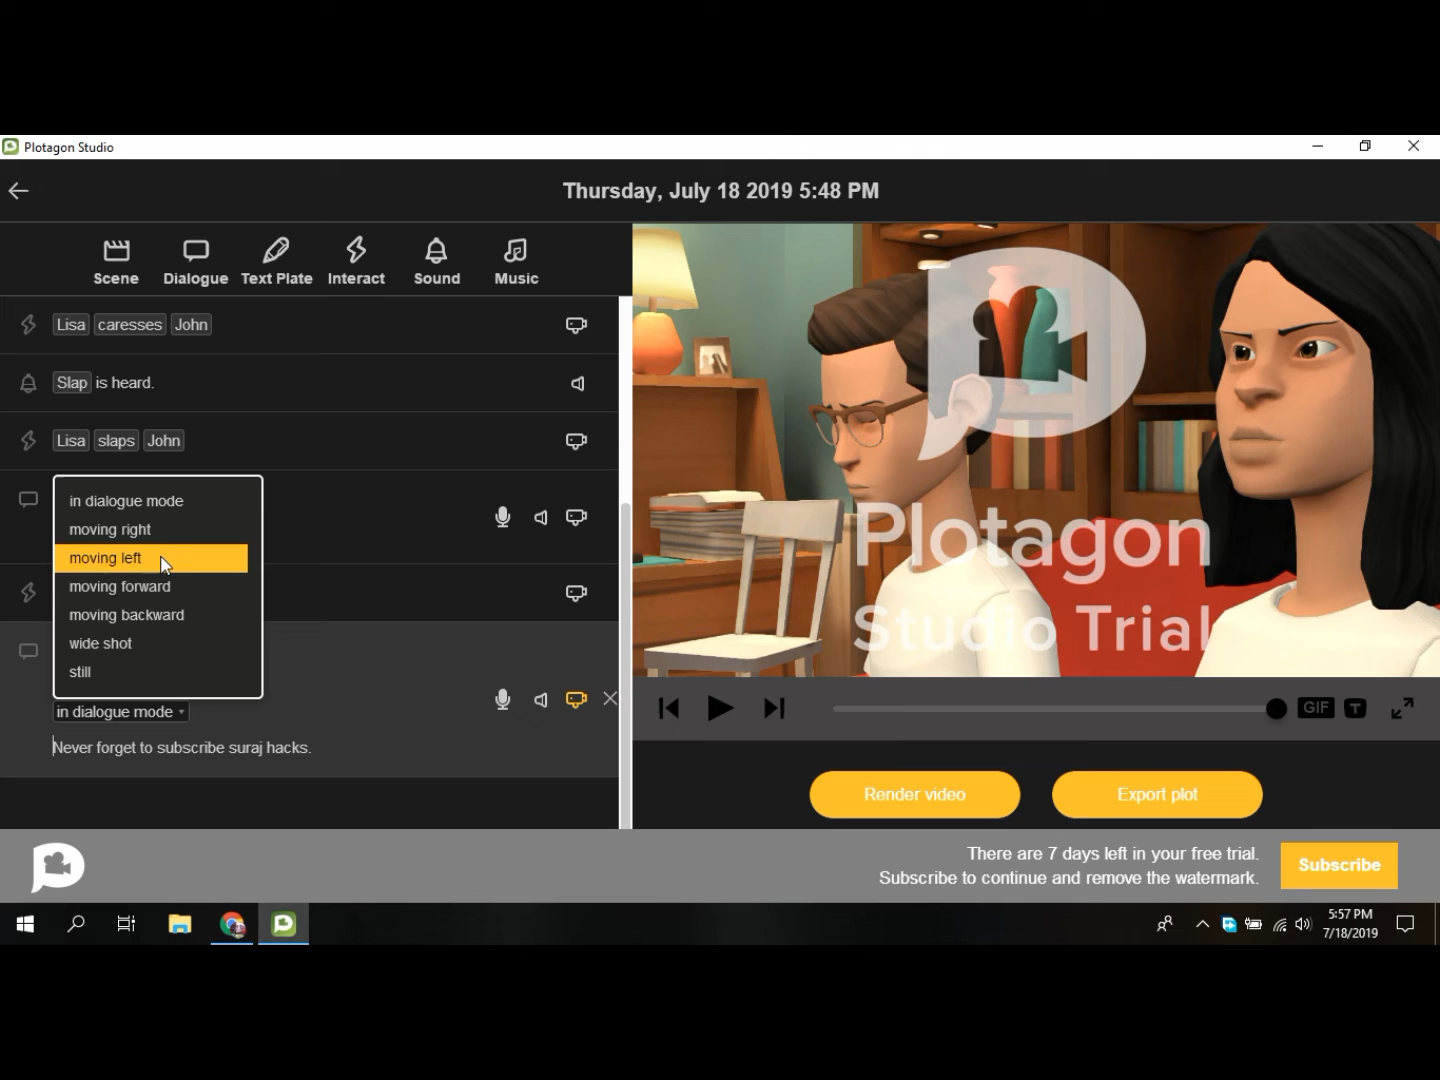 Plotagon Studio
Thursday, July 18 2019 5:48 PM
Scene Dialogue Text Plate Interact Sound Music
Lisa caresses John
Slap is heard.
Lisa slaps John
in dialogue mode
moving right
moving left
moving forward
moving backward
wide shot
still
in dialogue mode
Never forget to subscribe suraj hacks.
Plotagon
Studio Trial
GIF T
Render video Export plot
There are 7 days left in your free trial.
Subscribe to continue and remove the watermark.
Subscribe
5:57 PM
7/18/2019